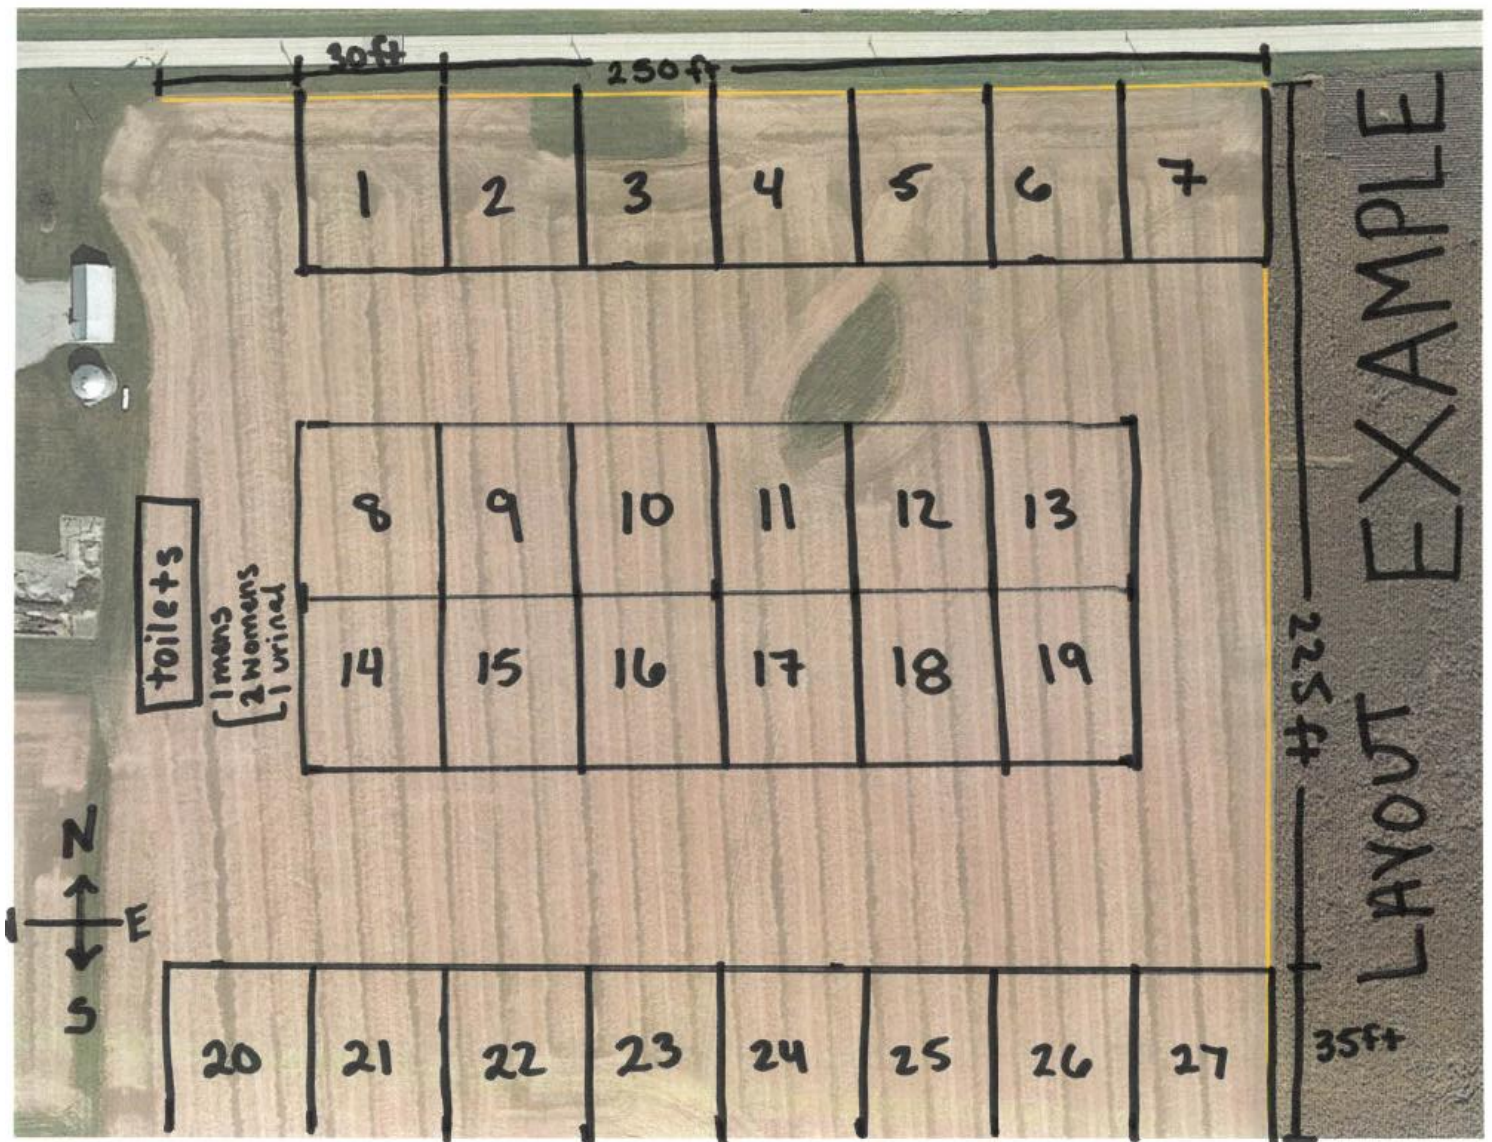 30ft
250ft
1 2 3 4 5 6 7
8 9 10 11 12 13
14 15 16 17 18 19
20 21 22 23 24 25 26 27
toilets
1 mens
2 womens
1 urinal
N
E
S
225ft
35ft
LAYOUT EXAMPLE